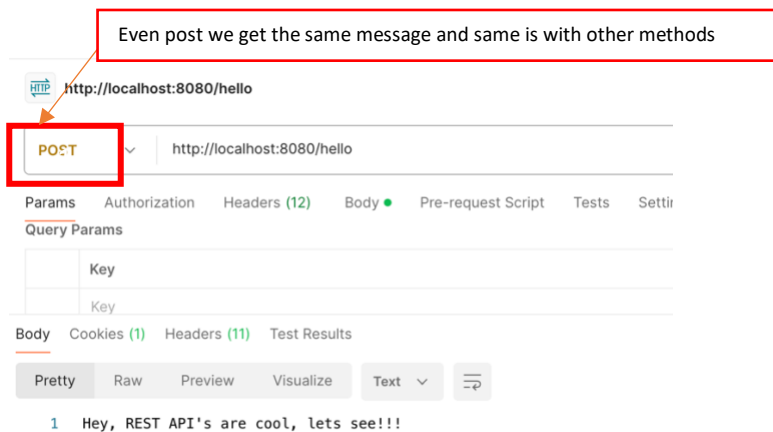 Even post we get the same message and same is with other methods
HTTP http://localhost:8080/hello
POST http://localhost:8080/hello
Params Authorization Headers (12) Body Pre-request Script Tests Settin
Query Params
Key
Key
Body Cookies (1) Headers (11) Test Results
Pretty Raw Preview Visualize Text
1 Hey, REST API's are cool, lets see!!!